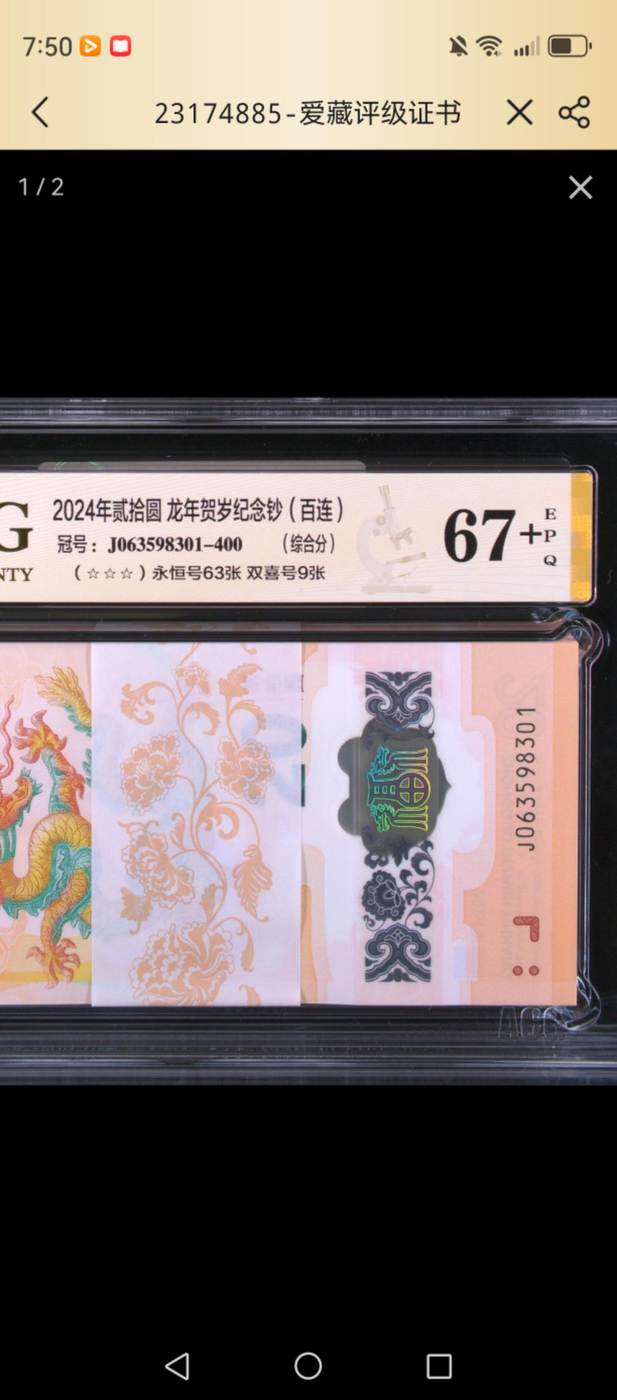 7:50
23174885-爱藏评级证书
1/2
G
NTY
2024年贰拾圆 龙年贺岁纪念钞（百连）
冠号：J063598301-400 （综合分）
（☆☆☆）永恒号63张 双喜号9张
67+
E
P
Q
J063598301